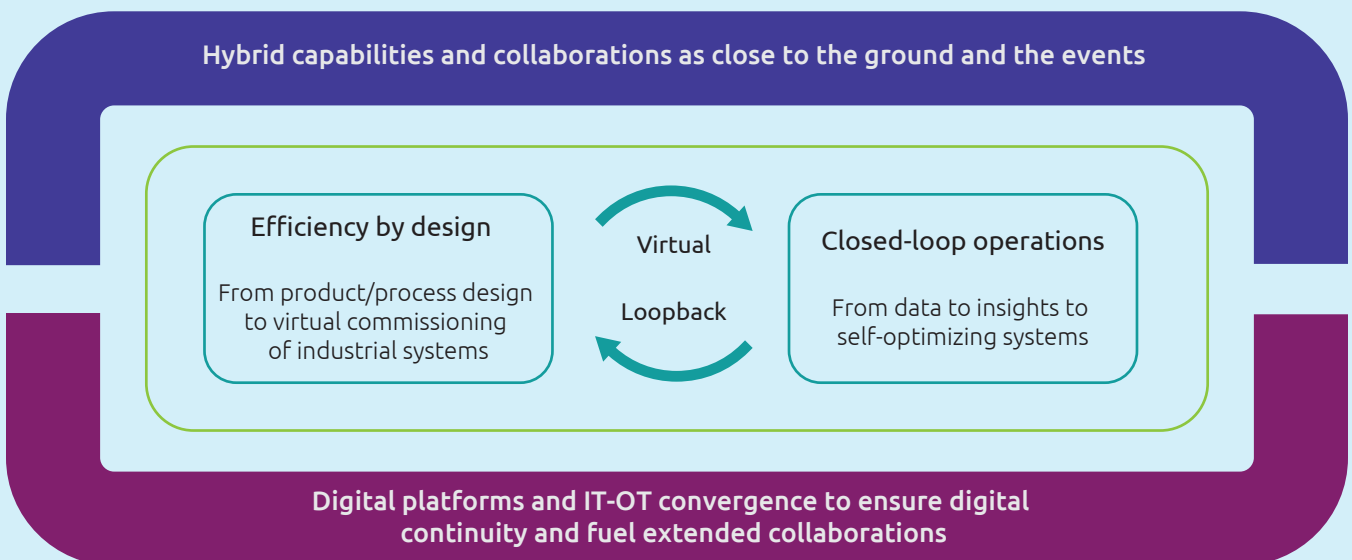 Hybrid capabilities and collaborations as close to the ground and the events
Efficiency by design
From product/process design
to virtual commissioning
of industrial systems
Virtual
Loopback
Closed-loop operations
From data to insights to
self-optimizing systems
Digital platforms and IT-OT convergence to ensure digital
continuity and fuel extended collaborations